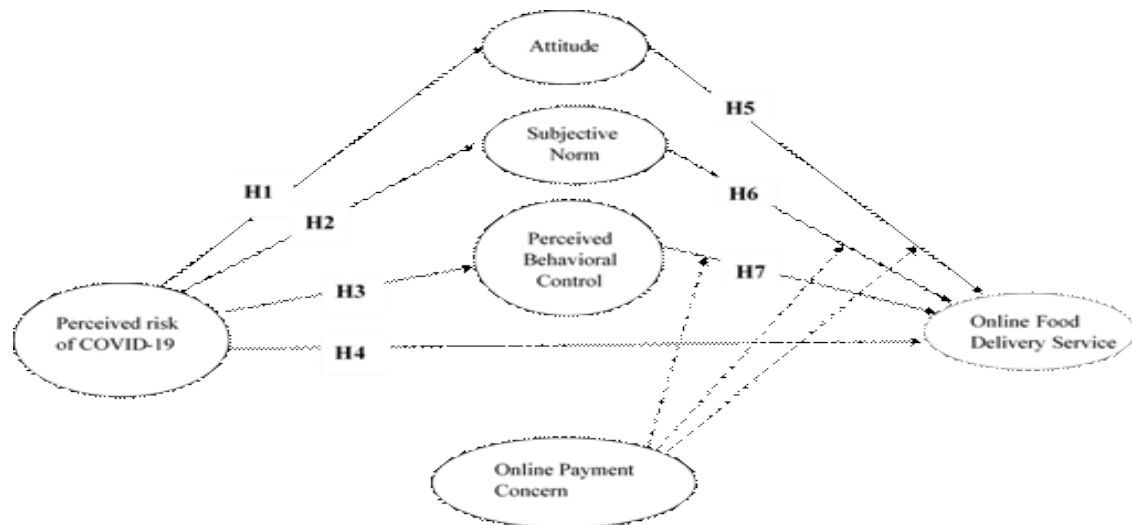 Attitude
H5
Subjective
Norm
H1
H6
H2
Perceived
Behavioral
Control
H7
H3
Perceived risk
of COVID-19
Online Food
Delivery Service
H4
Online Payment
Concern